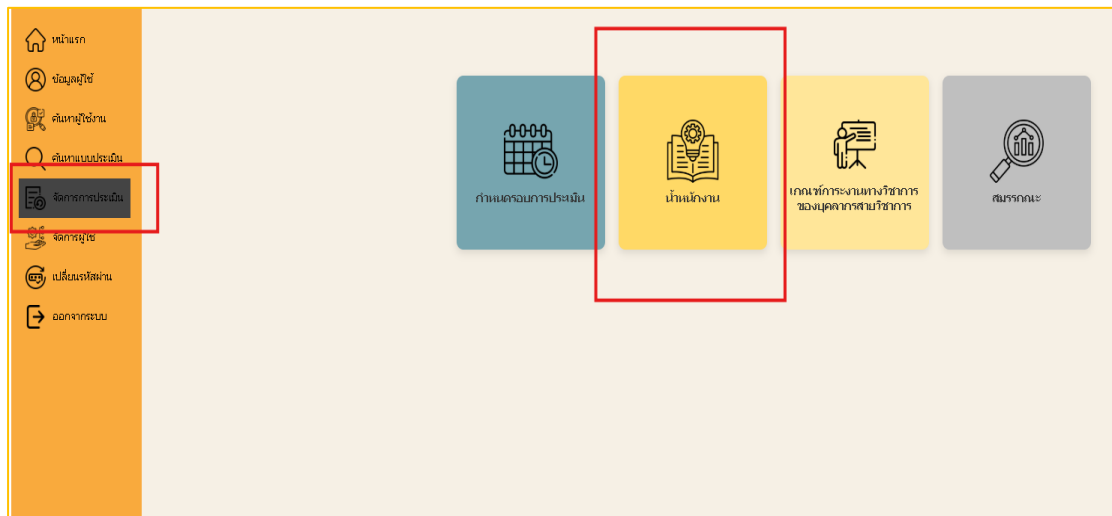 หน้าแรก
ข้อมูลผู้ใช้
ค้นหาผู้ใช้งาน
ค้นหาแบบประเมิน
จัดการการประเมิน
จัดการผู้ใช้
เปลี่ยนรหัสผ่าน
ออกจากระบบ
กำหนดรอบการประเมิน
น้ำหนักงาน
เกณฑ์ภาระงานทางวิชาการ
ของบุคลากรสายวิชาการ
สมรรถนะ